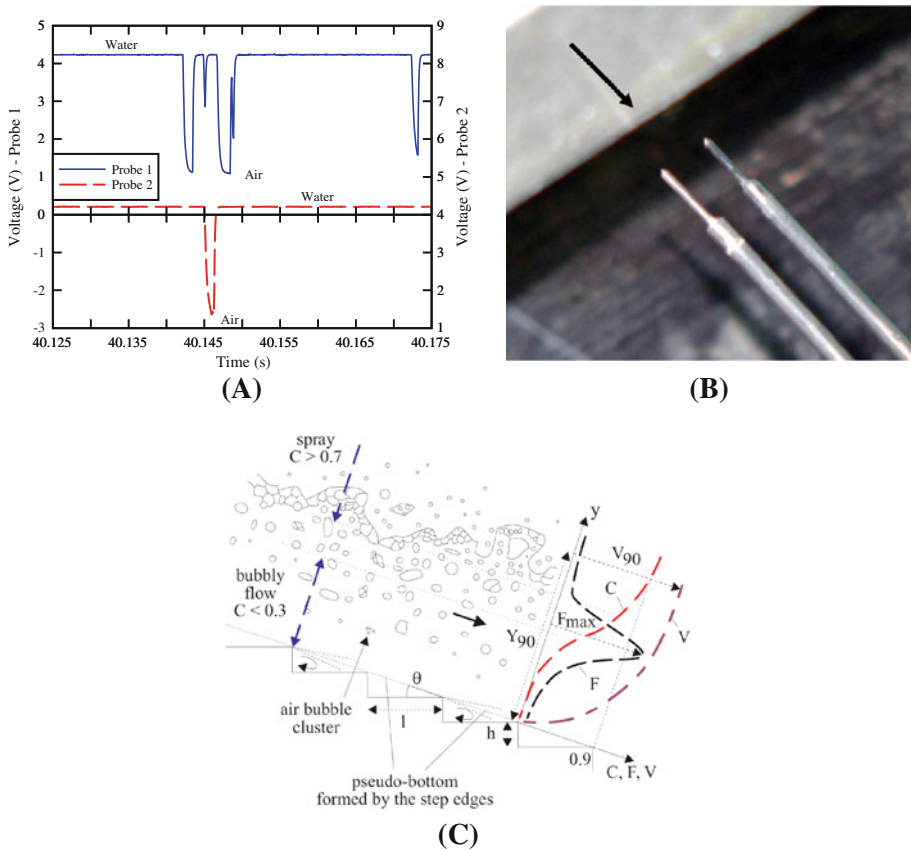 5
4
3
2
1
0
-1
-2
-3
Voltage (V) - Probe 1
Water
Air
Probe 1
Probe 2
Water
Air
9
8
7
6
5
4
3
2
1
Voltage (V) - Probe 2
40.125
40.135
40.145
40.155
40.165
40.175
Time (s)
(A)
(B)
spray
C > 0.7
bubbly
flow
C < 0.3
air bubble
cluster
θ
l
h
pseudo-bottom
formed by the step edges
y
V90
C
Fmax
V
Y90
F
0.9
C, F, V
(C)